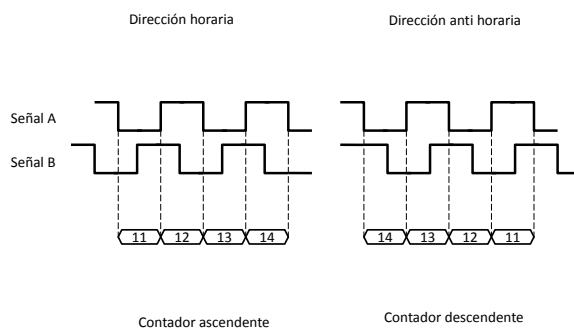 Dirección horaria
Dirección anti horaria
Señal A
Señal B
11 12 13 14
14 13 12 11
Contador ascendente
Contador descendente